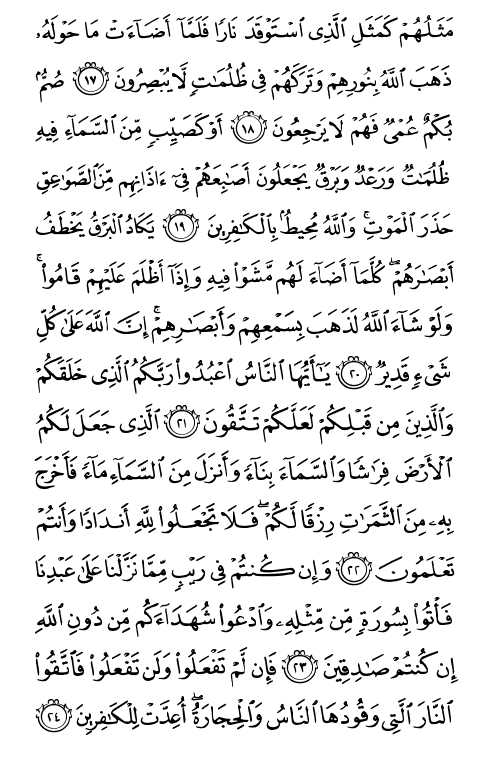 مَثَلُهُمْ كَمَثَلِ ٱلَّذِى ٱسْتَوْقَدَ نَارًا فَلَمَّآ أَضَآءَتْ مَا حَوْلَهُۥ
ذَهَبَ ٱللَّهُ بِنُورِهِمْ وَتَرَكَهُمْ فِى ظُلُمَٰتٍ لَّا يُبْصِرُونَ ١٧ صُمٌّۢ
بُكْمٌ عُمْىٌ فَهُمْ لَا يَرْجِعُونَ ١٨ أَوْ كَصَيِّبٍ مِّنَ ٱلسَّمَآءِ فِيهِ
ظُلُمَٰتٌ وَرَعْدٌ وَبَرْقٌ يَجْعَلُونَ أَصَٰبِعَهُمْ فِىٓ ءَاذَانِهِم مِّنَ ٱلصَّوَٰعِقِ
حَذَرَ ٱلْمَوْتِ ۚ وَٱللَّهُ مُحِيطٌۢ بِٱلْكَٰفِرِينَ ١٩ يَكَادُ ٱلْبَرْقُ يَخْطَفُ
أَبْصَٰرَهُمْ ۖ كُلَّمَآ أَضَآءَ لَهُم مَّشَوْا۟ فِيهِ وَإِذَآ أَظْلَمَ عَلَيْهِمْ قَامُوا۟ ۚ
وَلَوْ شَآءَ ٱللَّهُ لَذَهَبَ بِسَمْعِهِمْ وَأَبْصَٰرِهِمْ ۚ إِنَّ ٱللَّهَ عَلَىٰ كُلِّ
شَىْءٍ قَدِيرٌ ٢٠ يَٰٓأَيُّهَا ٱلنَّاسُ ٱعْبُدُوا۟ رَبَّكُمُ ٱلَّذِى خَلَقَكُمْ
وَٱلَّذِينَ مِن قَبْلِكُمْ لَعَلَّكُمْ تَتَّقُونَ ٢١ ٱلَّذِى جَعَلَ لَكُمُ
ٱلْأَرْضَ فِرَٰشًا وَٱلسَّمَآءَ بِنَآءً وَأَنزَلَ مِنَ ٱلسَّمَآءِ مَآءً فَأَخْرَجَ
بِهِۦ مِنَ ٱلثَّمَرَٰتِ رِزْقًا لَّكُمْ ۖ فَلَا تَجْعَلُوا۟ لِلَّهِ أَندَادًا وَأَنتُمْ
تَعْلَمُونَ ٢٢ وَإِن كُنتُمْ فِى رَيْبٍ مِّمَّا نَزَّلْنَا عَلَىٰ عَبْدِنَا
فَأْتُوا۟ بِسُورَةٍ مِّن مِّثْلِهِۦ وَٱدْعُوا۟ شُهَدَآءَكُم مِّن دُونِ ٱللَّهِ
إِن كُنتُمْ صَٰدِقِينَ ٢٣ فَإِن لَّمْ تَفْعَلُوا۟ وَلَن تَفْعَلُوا۟ فَٱتَّقُوا۟
ٱلنَّارَ ٱلَّتِى وَقُودُهَا ٱلنَّاسُ وَٱلْحِجَارَةُ ۖ أُعِدَّتْ لِلْكَٰفِرِينَ ٢٤